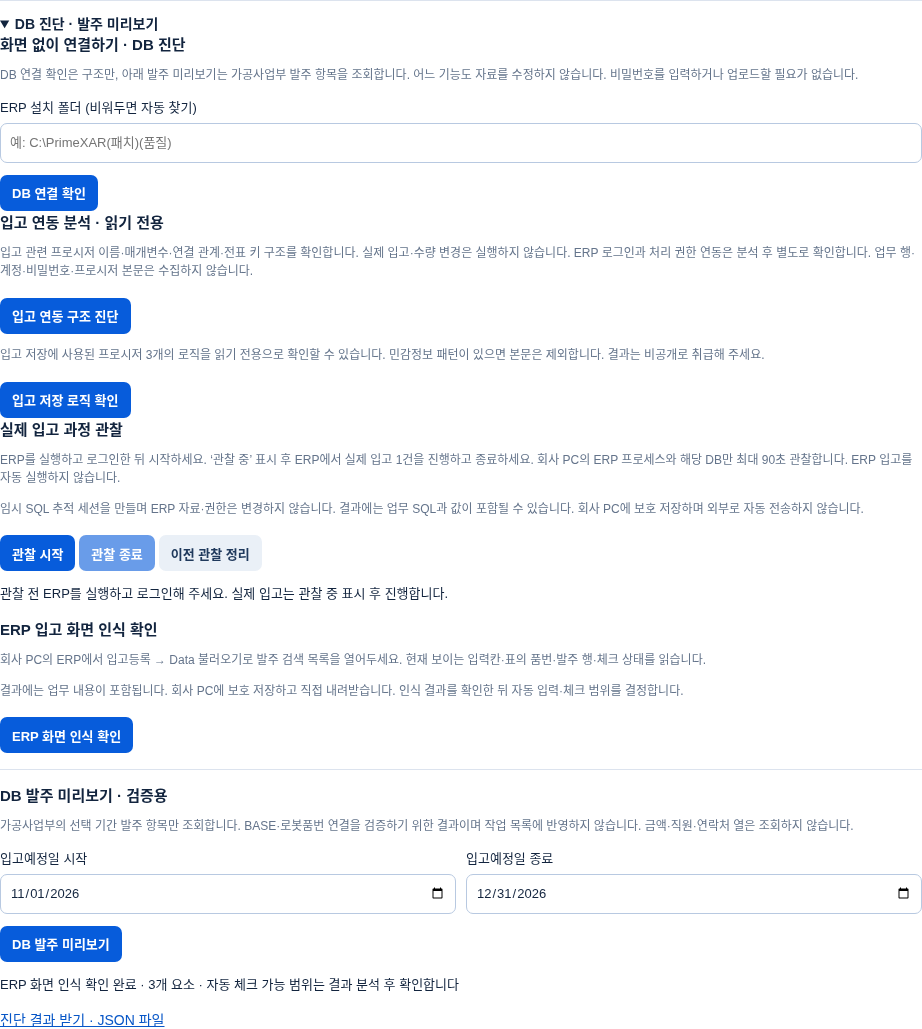 ▼ DB 진단 · 발주 미리보기
화면 없이 연결하기 · DB 진단
DB 연결 확인은 구조만, 아래 발주 미리보기는 가공사업부 발주 항목을 조회합니다. 어느 기능도 자료를 수정하지 않습니다. 비밀번호를 입력하거나 업로드할 필요가 없습니다.
ERP 설치 폴더 (비워두면 자동 찾기)
예: C:\PrimeXAR(패치)(품질)
DB 연결 확인
입고 연동 분석 · 읽기 전용
입고 관련 프로시저 이름·매개변수·연결 관계·전표 키 구조를 확인합니다. 실제 입고·수량 변경은 실행하지 않습니다. ERP 로그인과 처리 권한 연동은 분석 후 별도로 확인합니다. 업무 행·
계정·비밀번호·프로시저 본문은 수집하지 않습니다.
입고 연동 구조 진단
입고 저장에 사용된 프로시저 3개의 로직을 읽기 전용으로 확인할 수 있습니다. 민감정보 패턴이 있으면 본문은 제외합니다. 결과는 비공개로 취급해 주세요.
입고 저장 로직 확인
실제 입고 과정 관찰
ERP를 실행하고 로그인한 뒤 시작하세요. ‘관찰 중’ 표시 후 ERP에서 실제 입고 1건을 진행하고 종료하세요. 회사 PC의 ERP 프로세스와 해당 DB만 최대 90초 관찰합니다. ERP 입고를
자동 실행하지 않습니다.
임시 SQL 추적 세션을 만들며 ERP 자료·권한은 변경하지 않습니다. 결과에는 업무 SQL과 값이 포함될 수 있습니다. 회사 PC에 보호 저장하며 외부로 자동 전송하지 않습니다.
관찰 시작 관찰 종료 이전 관찰 정리
관찰 전 ERP를 실행하고 로그인해 주세요. 실제 입고는 관찰 중 표시 후 진행합니다.
ERP 입고 화면 인식 확인
회사 PC의 ERP에서 입고등록 → Data 불러오기로 발주 검색 목록을 열어두세요. 현재 보이는 입력칸·표의 품번·발주 행·체크 상태를 읽습니다.
결과에는 업무 내용이 포함됩니다. 회사 PC에 보호 저장하고 직접 내려받습니다. 인식 결과를 확인한 뒤 자동 입력·체크 범위를 결정합니다.
ERP 화면 인식 확인
DB 발주 미리보기 · 검증용
가공사업부의 선택 기간 발주 항목만 조회합니다. BASE·로봇품번 연결을 검증하기 위한 결과이며 작업 목록에 반영하지 않습니다. 금액·직원·연락처 열은 조회하지 않습니다.
입고예정일 시작 입고예정일 종료
11/01/2026 12/31/2026
DB 발주 미리보기
ERP 화면 인식 확인 완료 · 3개 요소 · 자동 체크 가능 범위는 결과 분석 후 확인합니다
진단 결과 받기 · JSON 파일